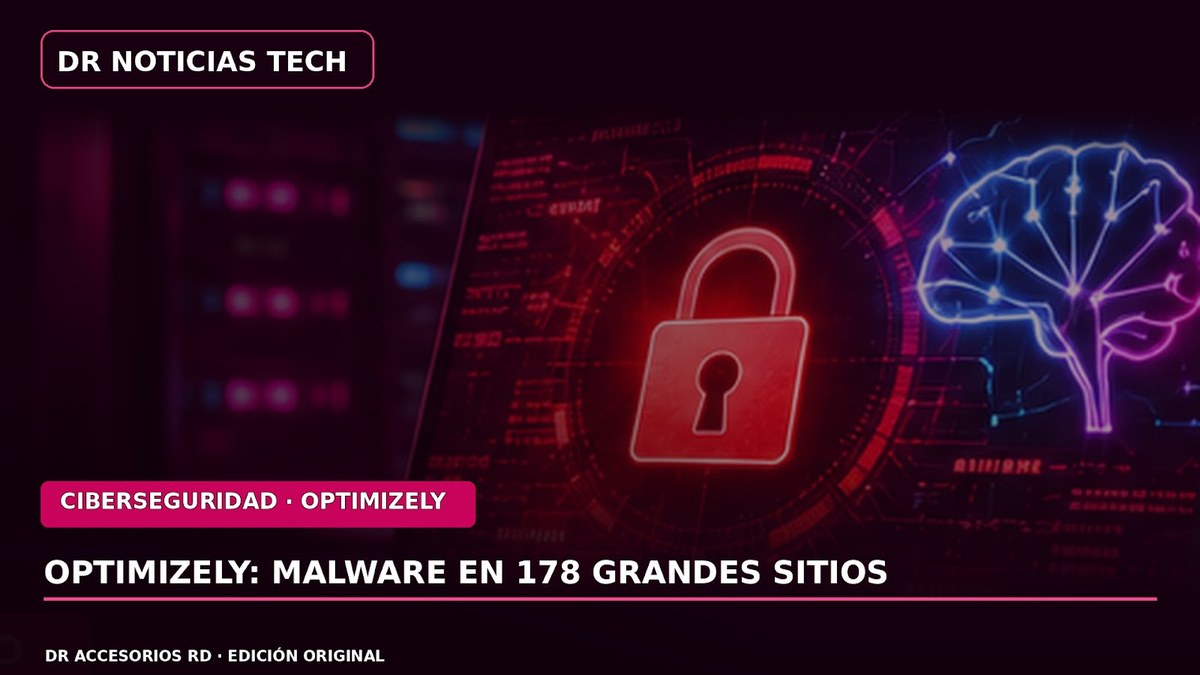 DR NOTICIAS TECH
CIBERSEGURIDAD · OPTIMIZELY
OPTIMIZELY: MALWARE EN 178 GRANDES SITIOS
DR ACCESORIOS RD · EDICIÓN ORIGINAL